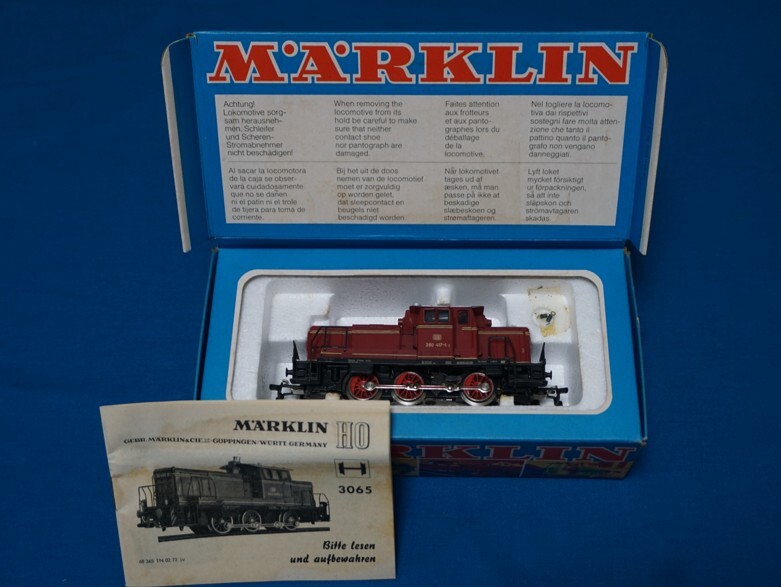 MÄRKLIN
Achtung!
Lokomotive sorg-
sam herausneh-
men, Schleifer
und Scheren-
Stromabnehmer
nicht beschädigen!
When removing the
locomotive from its
hold be careful to make
sure that neither
contact shoe
nor pantograph are
damaged.
Faites attention
aux frotteurs
et aux panto-
graphes lors du
déballage
de la
locomotive.
Nel togliere la locomo-
tiva dai rispettivi
sostegni fare molta atten-
zione che tanto il
pattino quanto il panto-
grafo non vengano
danneggiati.
Al sacar la locomotora
de la caja se obser-
vará cuidadosamente
que no se dañen
ni el patín ni el trole
de tijera para toma de
corriente.
Bij het uit de doos
nemen van de locomotief
moet er zorgvuldig
op worden gelet,
dat sleepcontact en
beugels niet
beschadigd worden.
Når lokomotivet
tages ud af
æsken, må man
passe på ikke at
beskadige
slæbeskoen og
strømaftageren.
Lyft loket
mycket försiktigt
ur förpackningen,
så att inte
släpskon och
strömavtagaren
skadas.
MÄRKLIN
MÄRKLIN H0
GEBR. MÄRKLIN & CIE. GÖPPINGEN/WÜRTT. GERMANY
3065
Bitte lesen
und aufbewahren